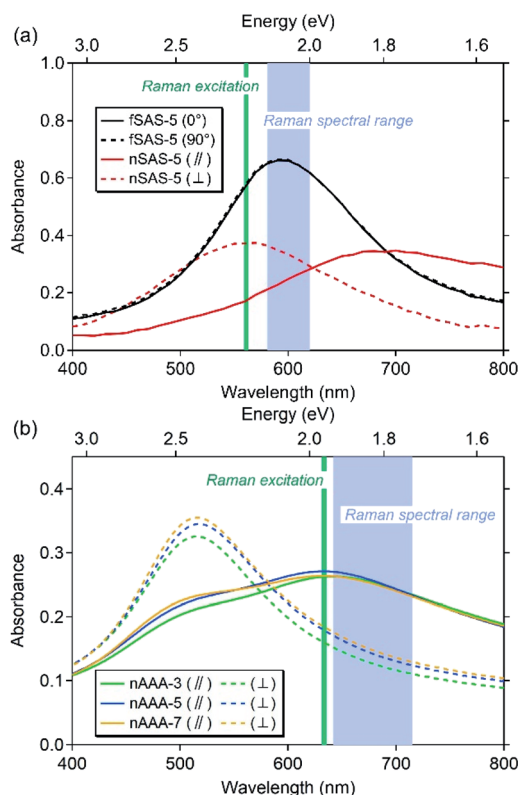 (a)
Energy (eV)
3.0 2.5 2.0 1.8 1.6
Raman excitation
Raman spectral range
fSAS-5 (0°)
fSAS-5 (90°)
nSAS-5 (//)
nSAS-5 (⊥)
Absorbance
1.0
0.8
0.6
0.4
0.2
0.0
400 500 600 700 800
Wavelength (nm)
(b)
Energy (eV)
3.0 2.5 2.0 1.8 1.6
Raman excitation
Raman spectral range
Absorbance
0.4
0.3
0.2
0.1
0.0
nAAA-3 (//) (⊥)
nAAA-5 (//) (⊥)
nAAA-7 (//) (⊥)
400 500 600 700 800
Wavelength (nm)